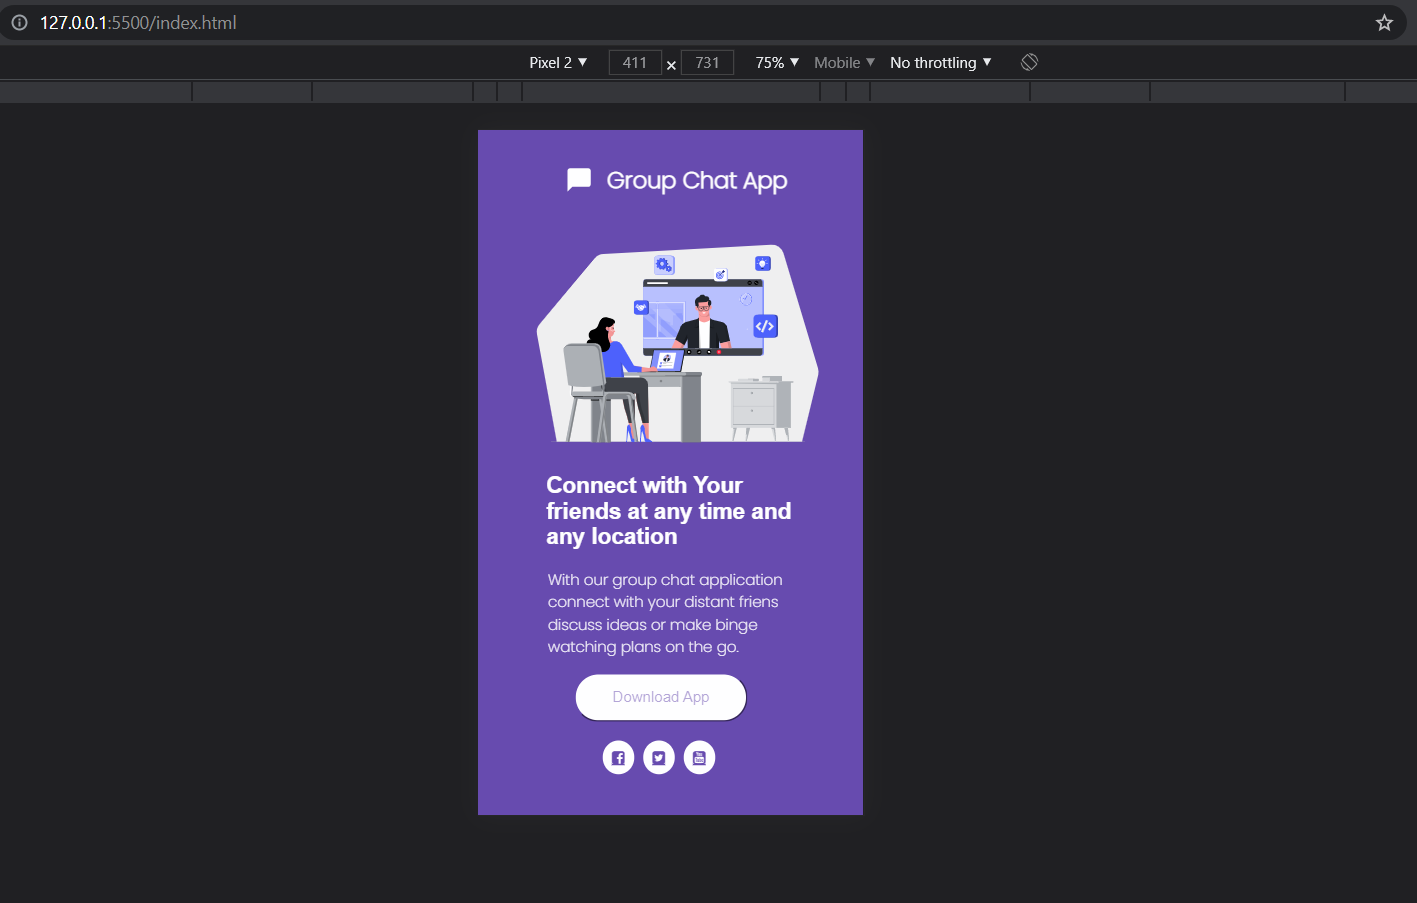 127.0.0.1:5500/index.html
Pixel 2 ▼ 411 × 731 75% ▼ Mobile ▼ No throttling ▼
Group Chat App
</>
Connect with Your
friends at any time and
any location
With our group chat application
connect with your distant friens
discuss ideas or make binge
watching plans on the go.
Download App